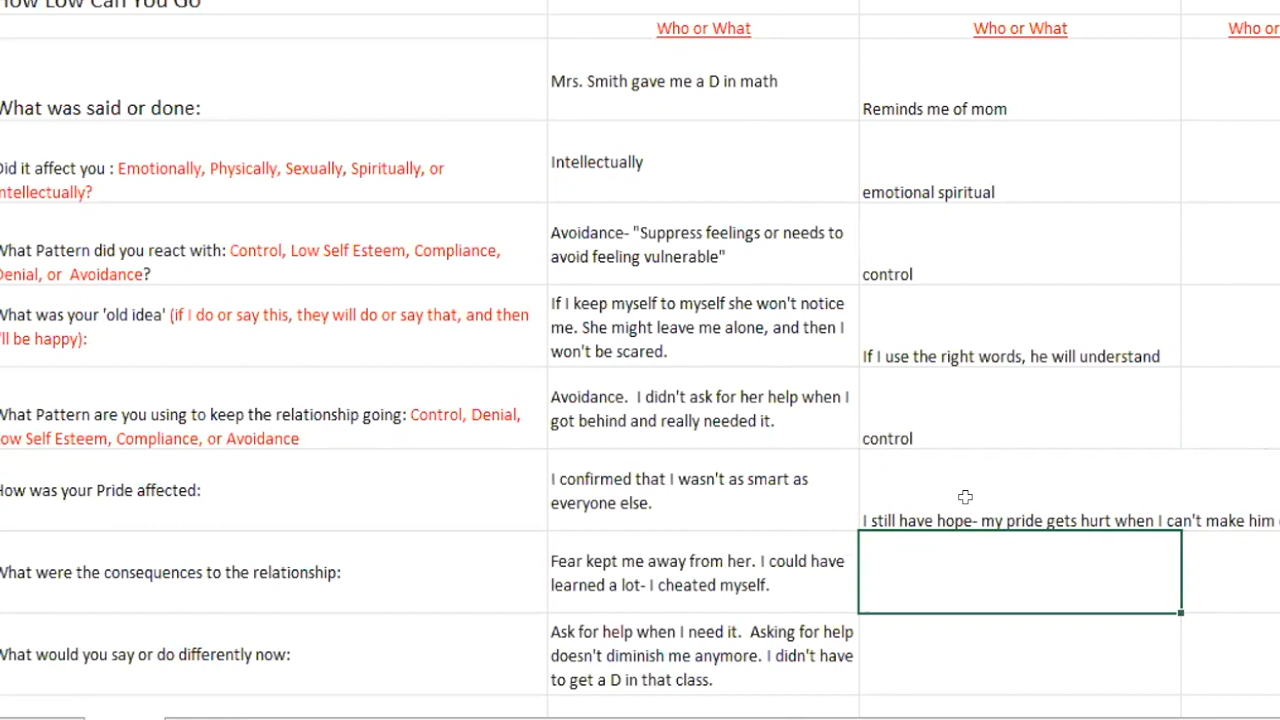 How Low Can You Go
Who or What
Who or What
Who or
What was said or done:
Mrs. Smith gave me a D in math
Reminds me of mom
Did it affect you : Emotionally, Physically, Sexually, Spiritually, or
Intellectually?
Intellectually
emotional spiritual
What Pattern did you react with: Control, Low Self Esteem, Compliance,
Denial, or Avoidance?
Avoidance- "Suppress feelings or needs to
avoid feeling vulnerable"
control
What was your 'old idea' (if I do or say this, they will do or say that, and then
I'll be happy):
If I keep myself to myself she won't notice
me. She might leave me alone, and then I
won't be scared.
If I use the right words, he will understand
What Pattern are you using to keep the relationship going: Control, Denial,
Low Self Esteem, Compliance, or Avoidance
Avoidance. I didn't ask for her help when I
got behind and really needed it.
control
How was your Pride affected:
I confirmed that I wasn't as smart as
everyone else.
I still have hope- my pride gets hurt when I can't make him
What were the consequences to the relationship:
Fear kept me away from her. I could have
learned a lot- I cheated myself.
What would you say or do differently now:
Ask for help when I need it. Asking for help
doesn't diminish me anymore. I didn't have
to get a D in that class.